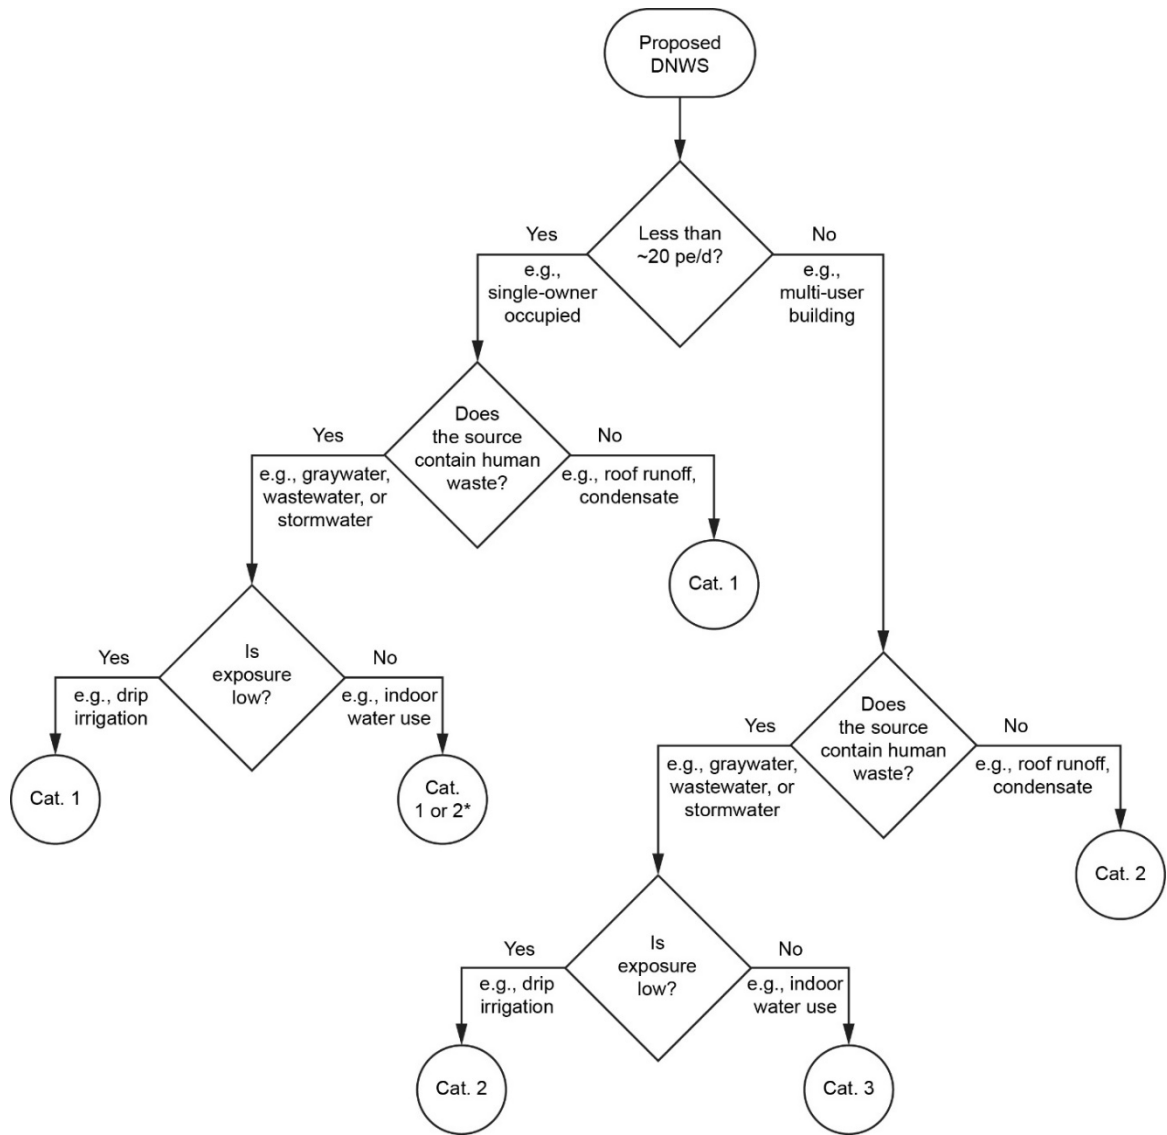 Proposed
DNWS
Less than
~20 pe/d?
Yes
e.g.,
single-owner
occupied
No
e.g.,
multi-user
building
Does
the source
contain human
waste?
Yes
e.g., graywater,
wastewater, or
stormwater
No
e.g., roof runoff,
condensate
Cat. 1
Is
exposure
low?
Yes
e.g., drip
irrigation
No
e.g., indoor
water use
Cat. 1
Cat.
1 or 2*
Does
the source
contain human
waste?
Yes
e.g., graywater,
wastewater, or
stormwater
No
e.g., roof runoff,
condensate
Cat. 2
Is
exposure
low?
Yes
e.g., drip
irrigation
No
e.g., indoor
water use
Cat. 2
Cat. 3